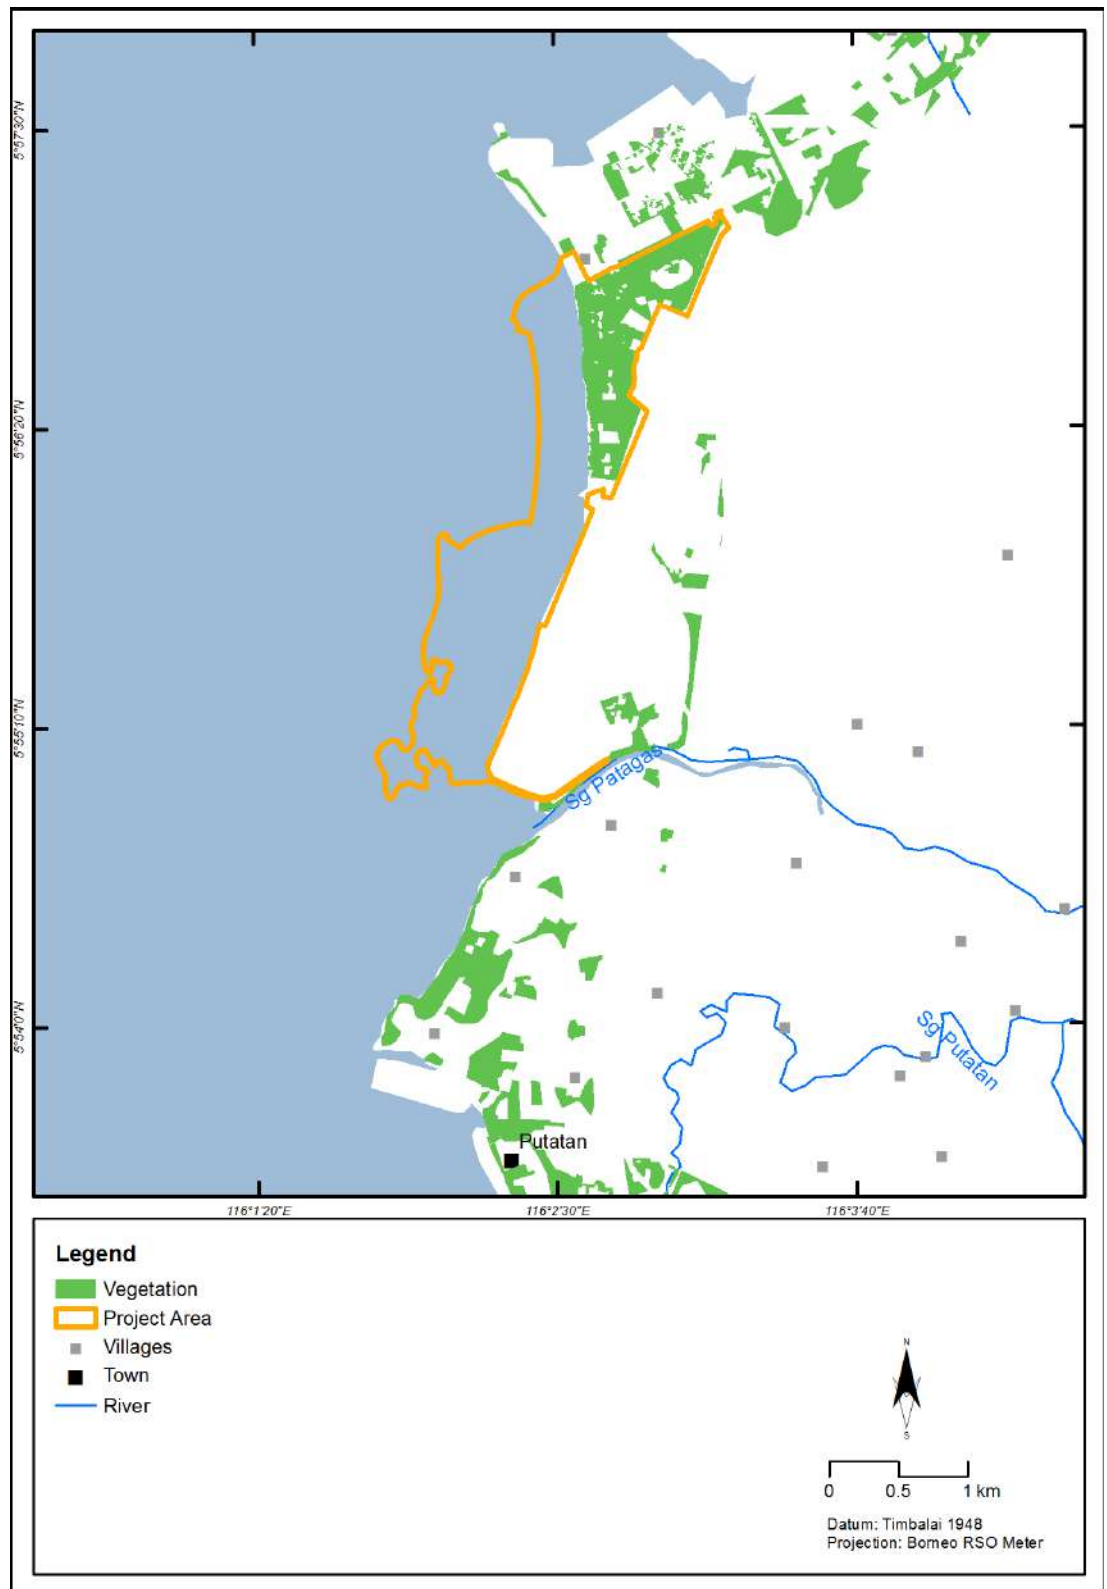 5°57'30"N
5°56'20"N
5°55'10"N
Sg Patagas
5°54'0"N
Sg Putatan
Putatan
116°1'20"E
116°2'30"E
116°3'40"E
Legend
Vegetation
Project Area
Villages
Town
River
N
S
0 0.5 1 km
Datum: Timbalai 1948
Projection: Borneo RSO Meter